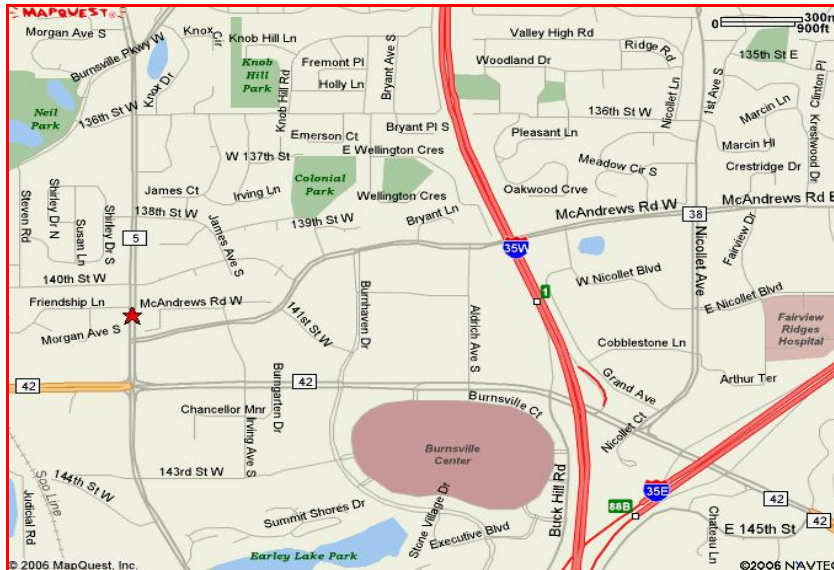 MAPQUEST
Morgan Ave S
Burnsville Pkwy W
Knox Cir
Knob Hill Ln
Knox Dr
Knob Hill Park
Knob Hill Rd
Fremont Pl
Holly Ln
Bryant Ave S
Valley High Rd
Ridge Rd
0 300m
900ft
Woodland Dr
Nicollet Ln
1st Ave S
135th St E
Clinton Pl
Neil Park
136th St W
Emerson Ct
Bryant Pl S
136th St W
Pleasant Ln
Marcin Ln
Marcin Hl
Kreswood Dr
W 137th St
E Wellington Cres
Meadow Cir S
Crestridge Dr
Steven Rd
Shirley Dr N
Susan Ln
Shirley Dr S
James Ct
Irving Ln
Colonial Park
Wellington Cres
Oakwood Crve
138th St W
139th St W
Bryant Ln
McAndrews Rd W
McAndrews Rd E
38
5
James Ave S
35W
Nicollet Ave
Fairview Dr
140th St W
W Nicollet Blvd
Friendship Ln
McAndrews Rd W
141st St W
Burnhaven Dr
Aldrich Ave S
1
E Nicollet Blvd
Morgan Ave S
Cobblestone Ln
Fairview Ridges Hospital
42
42
Burngarten Dr
Grand Ave
Arthur Ter
Chancellor Mnr
Irving Ave S
Burnsville Ct
Nicollet Ct
Burnsville Center
Soo Line
144th St W
143rd St W
Buck Hill Rd
35E
88B
42
42
Judicial Rd
Summit Shores Dr
Stone Village Dr
Executive Blvd
Chateau Ln
E 145th St
Earley Lake Park
© 2006 MapQuest, Inc.
©2006 NAVTEQ